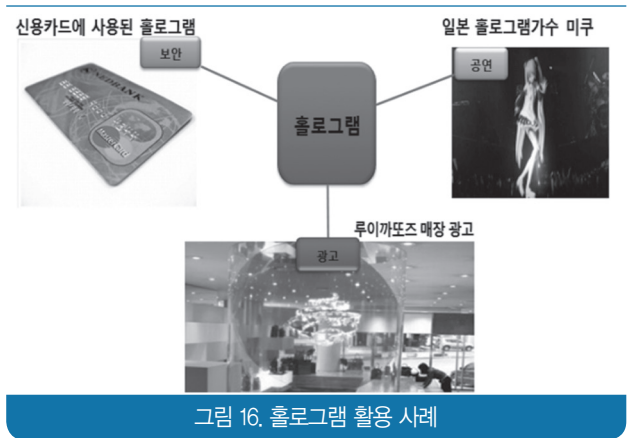 신용카드에 사용된 홀로그램
보안
NEDBANK
MasterCard
홀로그램
일본 홀로그램가수 미쿠
공연
루이까또즈 매장 광고
광고
그림 16. 홀로그램 활용 사례